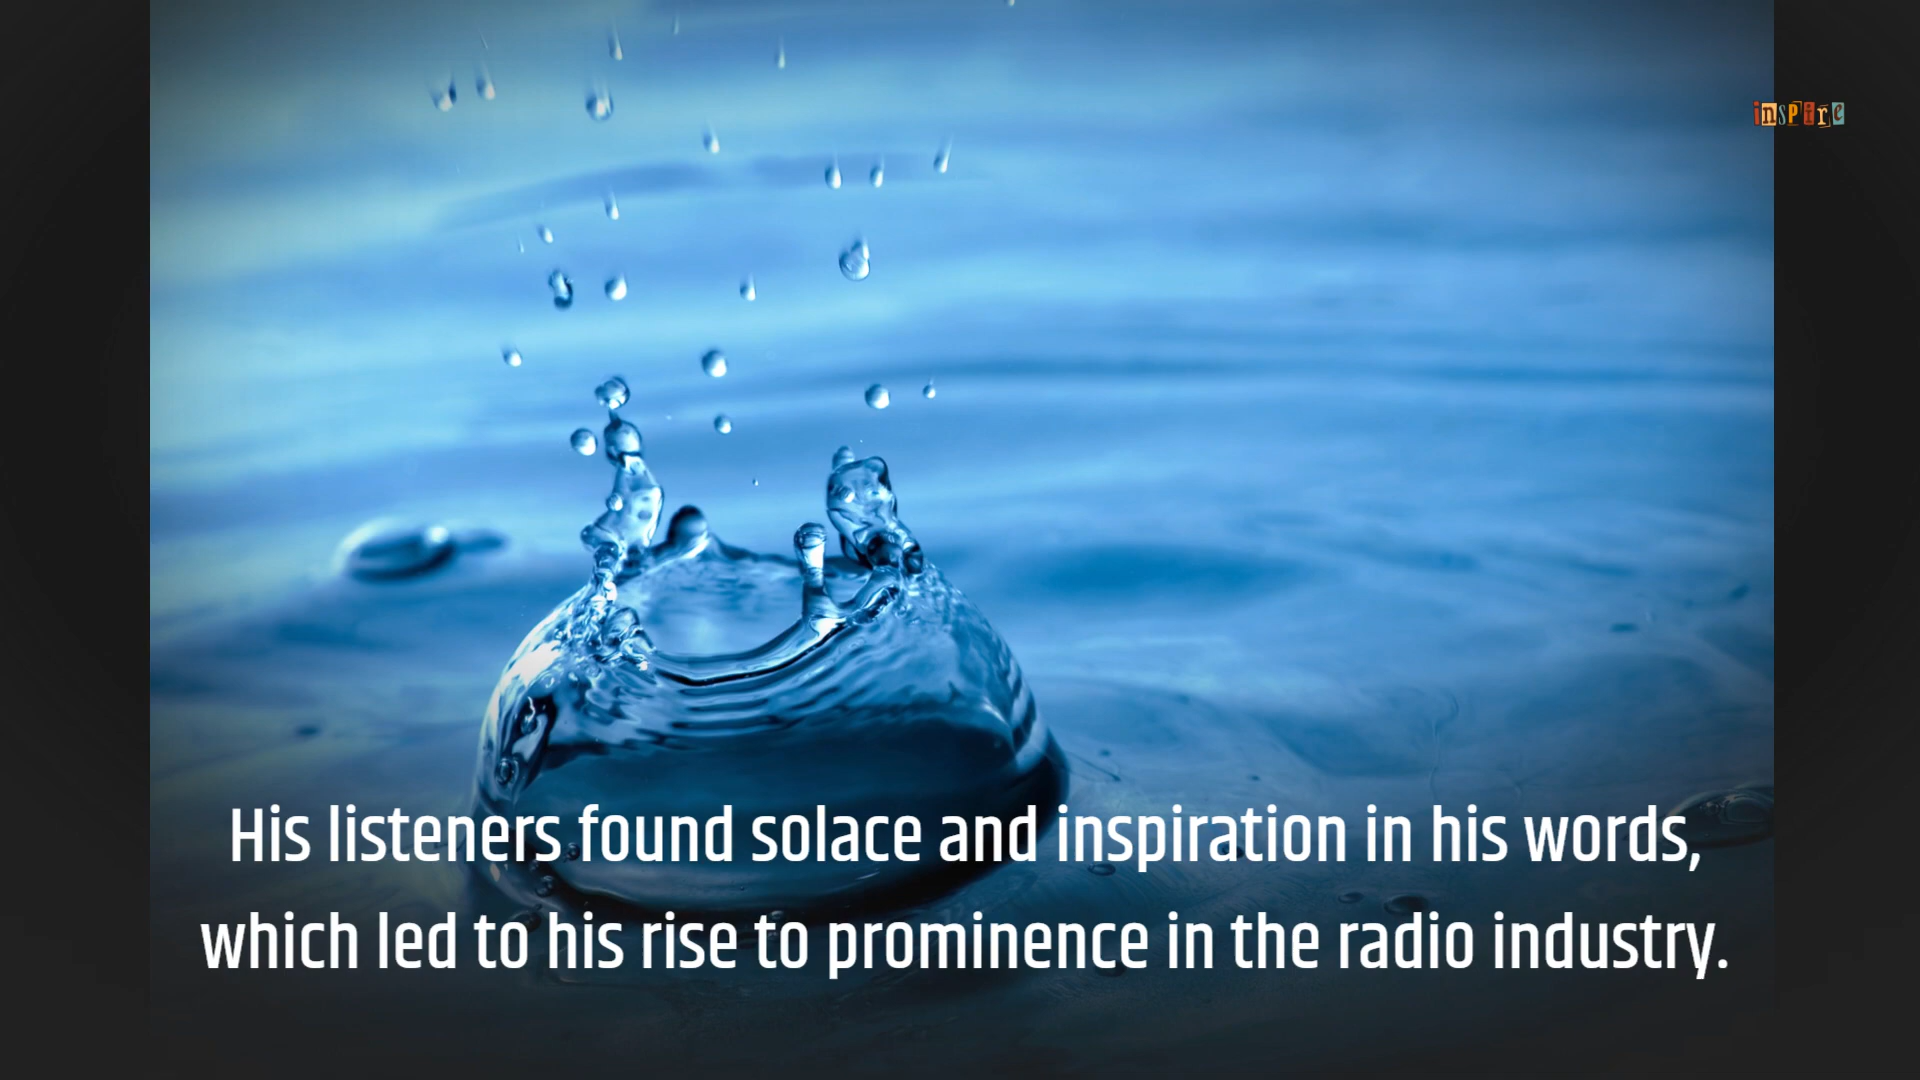 inspire
His listeners found solace and inspiration in his words,
which led to his rise to prominence in the radio industry.